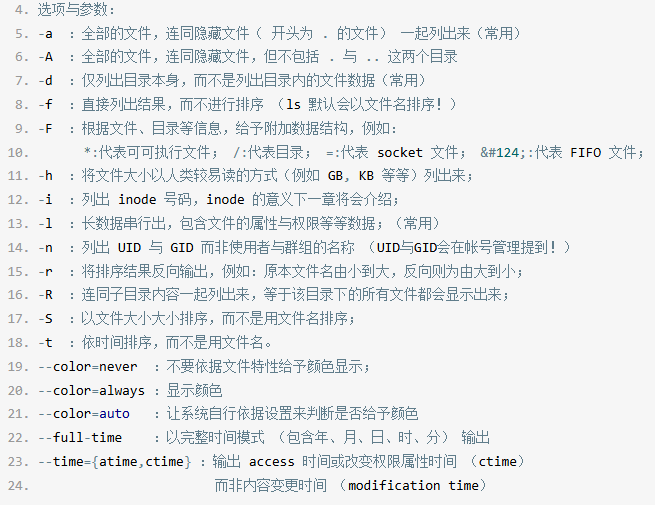 4. 选项与参数：
5. -a ：全部的文件，连同隐藏文件（ 开头为 . 的文件） 一起列出来（常用）
6. -A ：全部的文件，连同隐藏文件，但不包括 . 与 .. 这两个目录
7. -d ：仅列出目录本身，而不是列出目录内的文件数据（常用）
8. -f ：直接列出结果，而不进行排序 （ls 默认会以文件名排序！）
9. -F ：根据文件、目录等信息，给予附加数据结构，例如：
10. *:代表可可执行文件； /:代表目录； =:代表 socket 文件； &#124;:代表 FIFO 文件；
11. -h ：将文件大小以人类较易读的方式（例如 GB, KB 等等）列出来；
12. -i ：列出 inode 号码，inode 的意义下一章将会介绍；
13. -l ：长数据串行出，包含文件的属性与权限等等数据；（常用）
14. -n ：列出 UID 与 GID 而非使用者与群组的名称 （UID与GID会在帐号管理提到！）
15. -r ：将排序结果反向输出，例如：原本文件名由小到大，反向则为由大到小；
16. -R ：连同子目录内容一起列出来，等于该目录下的所有文件都会显示出来；
17. -S ：以文件大小大小排序，而不是用文件名排序；
18. -t ：依时间排序，而不是用文件名。
19. --color=never ：不要依据文件特性给予颜色显示；
20. --color=always ：显示颜色
21. --color=auto ：让系统自行依据设置来判断是否给予颜色
22. --full-time ：以完整时间模式 （包含年、月、日、时、分） 输出
23. --time={atime,ctime} ：输出 access 时间或改变权限属性时间 （ctime）
24. 而非内容变更时间 （modification time）